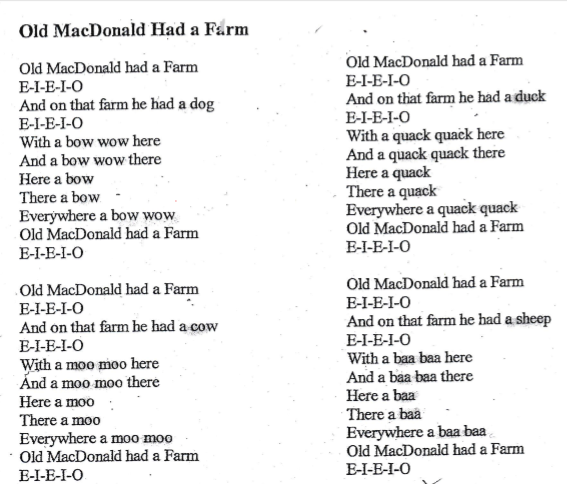 Old MacDonald Had a Farm
Old MacDonald had a Farm
E-I-E-I-O
And on that farm he had a dog
E-I-E-I-O
With a bow wow here
And a bow wow there
Here a bow
There a bow
Everywhere a bow wow
Old MacDonald had a Farm
E-I-E-I-O
Old MacDonald had a Farm
E-I-E-I-O
And on that farm he had a cow
E-I-E-I-O
With a moo moo here
And a moo moo there
Here a moo
There a moo
Everywhere a moo moo
Old MacDonald had a Farm
E-I-E-I-O
Old MacDonald had a Farm
E-I-E-I-O
And on that farm he had a duck
E-I-E-I-O
With a quack quack here
And a quack quack there
Here a quack
There a quack
Everywhere a quack quack
Old MacDonald had a Farm
E-I-E-I-O
Old MacDonald had a Farm
E-I-E-I-O
And on that farm he had a sheep
E-I-E-I-O
With a baa baa here
And a baa baa there
Here a baa
There a baa
Everywhere a baa baa
Old MacDonald had a Farm
E-I-E-I-O